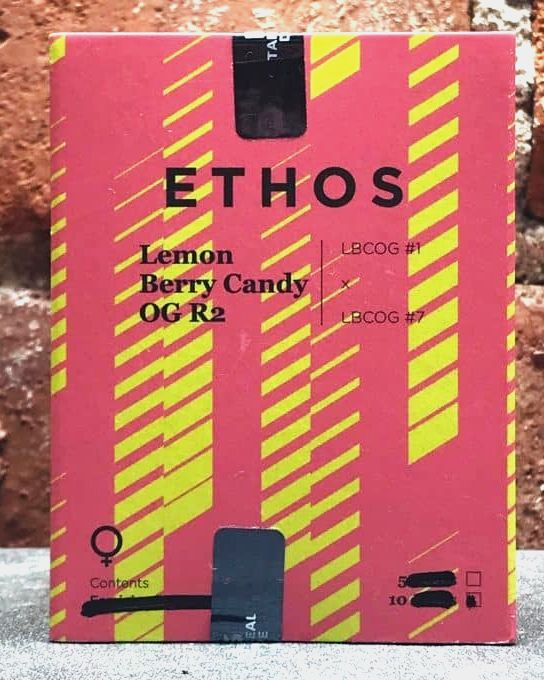 ETHOS
Lemon
Berry Candy
OG R2
LBCOG #1
x
LBCOG #7
Contents
5
10